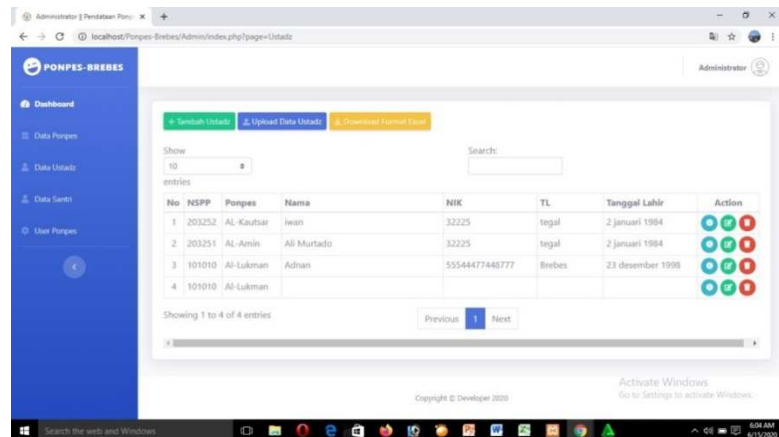 Administrator || Pendataan Ponp
localhost/Ponpes-Brebes/Admin/index.php?page=Ustadz
PONPES-BREBES
Administrator
Dashboard
Data Ponpes
Data Ustadz
Data Santri
User Ponpes
+ Tambah Ustadz Upload Data Ustadz Download Format Excel
Show
10
entries
Search:
No NSPP Ponpes Nama NIK TL Tanggal Lahir Action
1 203252 AL-Kautsar iwan 32225 tegal 2 januari 1984
2 203251 AL-Amin Ali Murtado 32225 tegal 2 januari 1984
3 101010 Al-Lukman Adnan 55544477448777 Brebes 23 desember 1998
4 101010 Al-Lukman
Showing 1 to 4 of 4 entries
Previous 1 Next
Copyright © Developer 2020
Activate Windows
Go to Settings to activate Windows.
Search the web and Windows
6:04 AM
6/15/2020